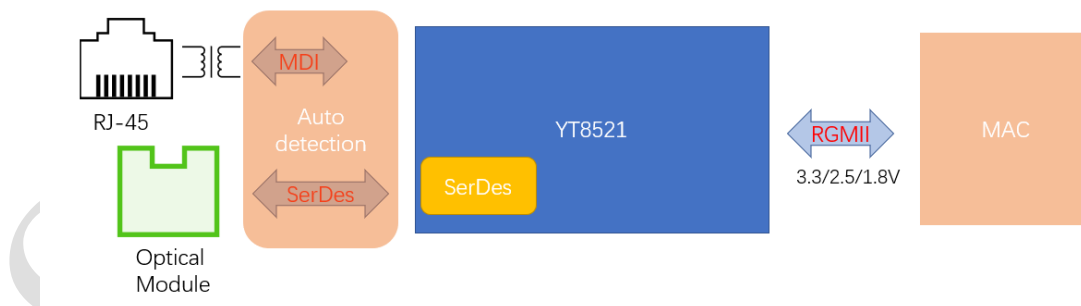 RJ-45
MDI
Auto
detection
SerDes
Optical
Module
YT8521
SerDes
RGMII
3.3/2.5/1.8V
MAC